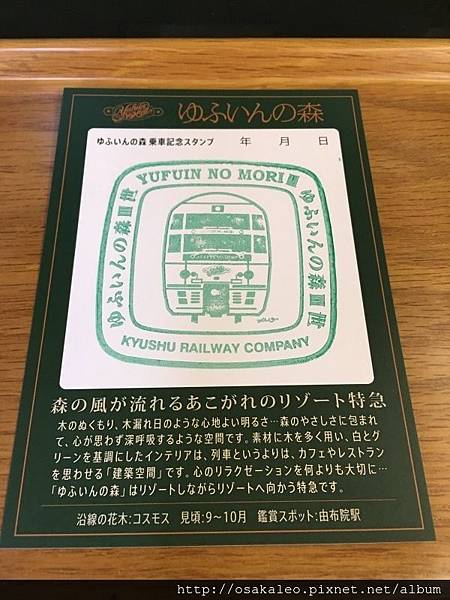 Yufuin no mori ゆふいんの森
ゆふいんの森 乗車記念スタンプ 年 月 日
YUFUIN NO MORI III
ゆふいんの森III世
ゆふいんの森III世
KYUSHU RAILWAY COMPANY
森の風が流れるあこがれのリゾート特急
木のぬくもり、木漏れ日のような心地よい明るさ…森のやさしさに包まれ
て、心が思わず深呼吸するような空間です。素材に木を多く用い、白とグ
リーンを基調にしたインテリアは、列車というよりは、カフェやレストラン
を思わせる「建築空間」です。心のリラクゼーションを何よりも大切に…
「ゆふいんの森」はリゾートしながらリゾートへ向かう特急です。
沿線の花木:コスモス 見頃:9～10月 鑑賞スポット:由布院駅
http://osakaleo.pixnet.net/album